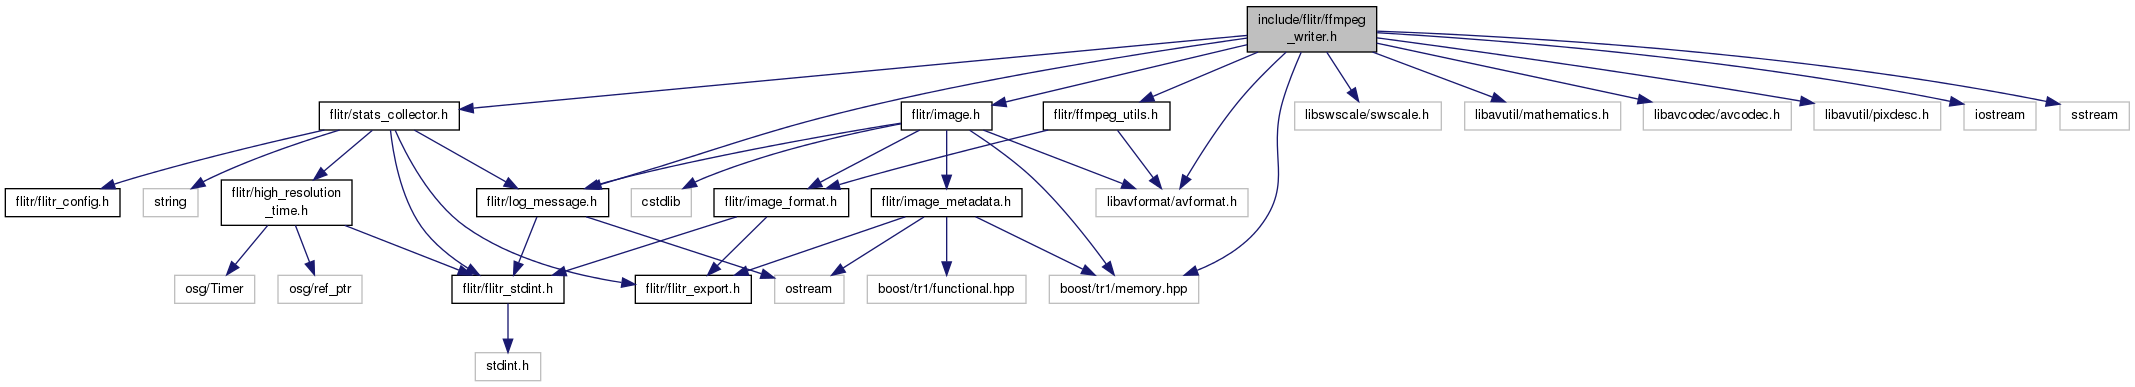 include/flitr/ffmpeg
_writer.h
flitr/stats_collector.h
flitr/image.h
flitr/ffmpeg_utils.h
libswscale/swscale.h
libavutil/mathematics.h
libavcodec/avcodec.h
libavutil/pixdesc.h
iostream
sstream
flitr/flitr_config.h
string
flitr/high_resolution
_time.h
flitr/log_message.h
cstdlib
flitr/image_format.h
flitr/image_metadata.h
libavformat/avformat.h
osg/Timer
osg/ref_ptr
flitr/flitr_stdint.h
flitr/flitr_export.h
ostream
boost/tr1/functional.hpp
boost/tr1/memory.hpp
stdint.h